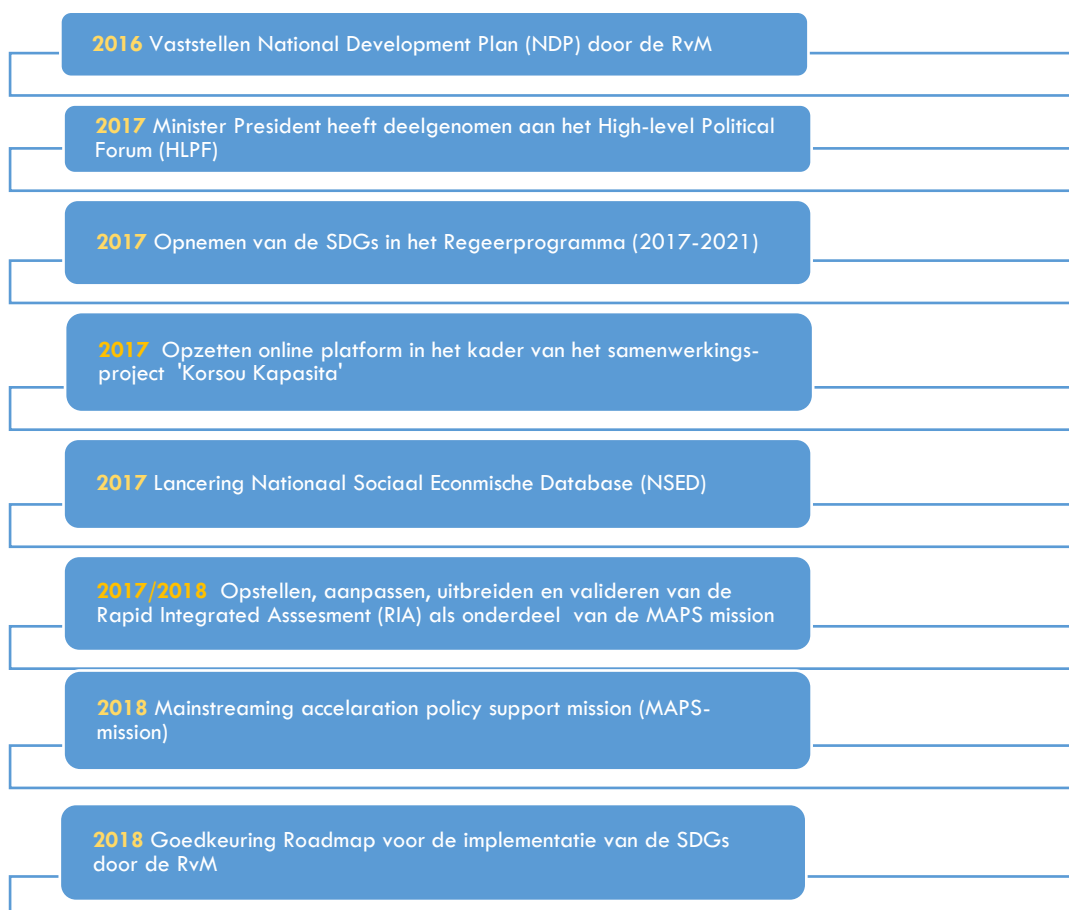 2016 Vaststellen National Development Plan (NDP) door de RvM
2017 Minister President heeft deelgenomen aan het High-level Political
Forum (HLPF)
2017 Opnemen van de SDGs in het Regeerprogramma (2017-2021)
2017 Opzetten online platform in het kader van het samenwerkings-
project 'Korsou Kapasita'
2017 Lancering Nationaal Sociaal Econmische Database (NSED)
2017/2018 Opstellen, aanpassen, uitbreiden en valideren van de
Rapid Integrated Asssesment (RIA) als onderdeel van de MAPS mission
2018 Mainstreaming accelaration policy support mission (MAPS-
mission)
2018 Goedkeuring Roadmap voor de implementatie van de SDGs
door de RvM